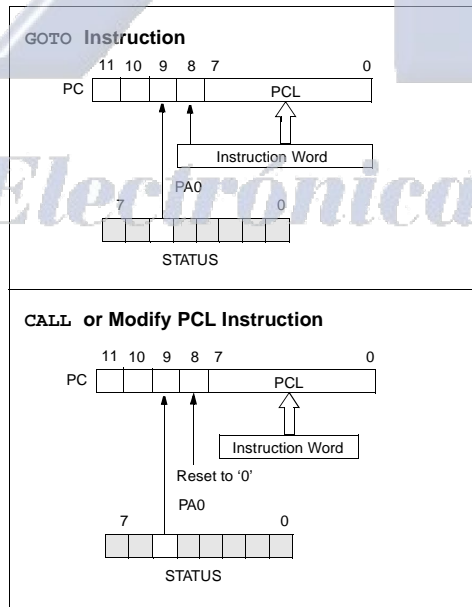 GOTO Instruction
11 10 9 8 7 0
PC
PCL
Instruction Word
Electrónica
PA0
7 0
STATUS
CALL or Modify PCL Instruction
11 10 9 8 7 0
PC
PCL
Instruction Word
Reset to '0'
PA0
7 0
STATUS